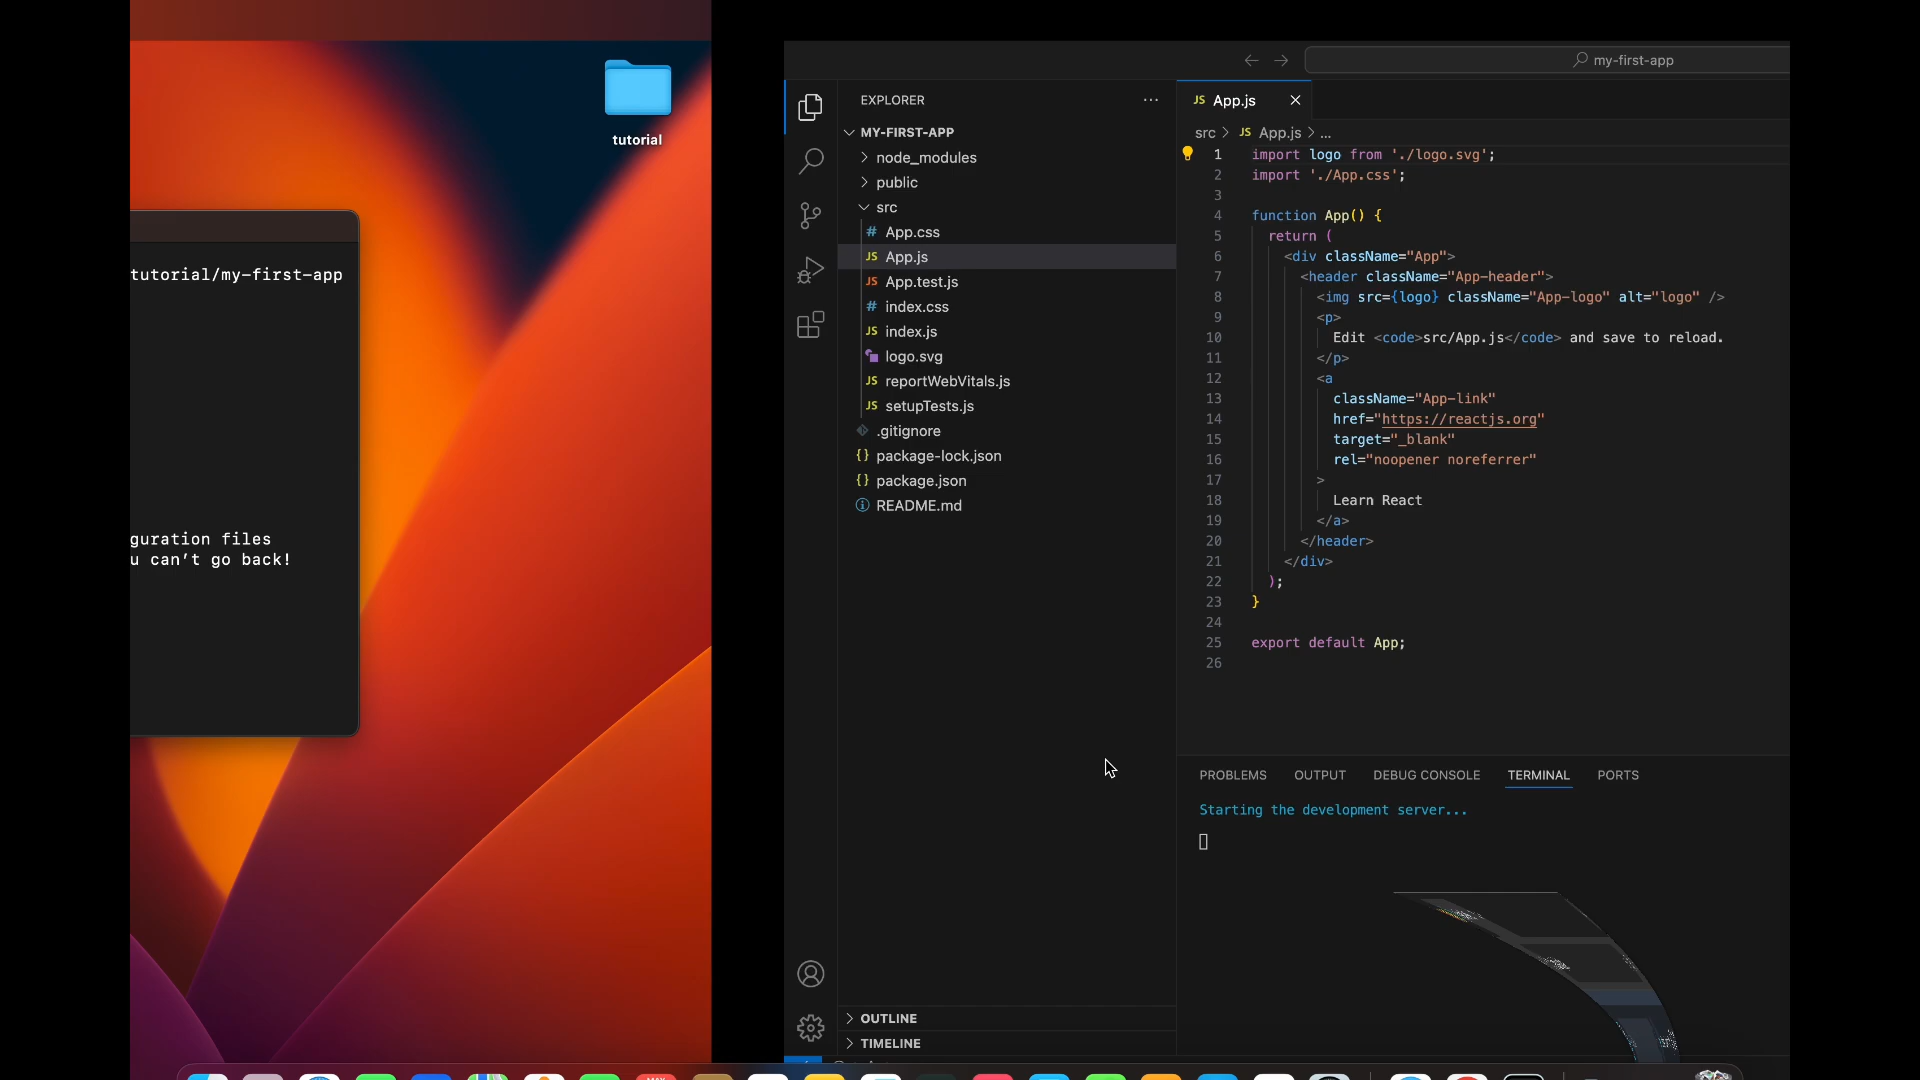 tutorial
tutorial/my-first-app
guration files
u can't go back!
my-first-app
EXPLORER
MY-FIRST-APP
node_modules
public
src
# App.css
JS App.js
JS App.test.js
# index.css
JS index.js
logo.svg
JS reportWebVitals.js
JS setupTests.js
.gitignore
{} package-lock.json
{} package.json
README.md
OUTLINE
TIMELINE
JS App.js
src > JS App.js > ...
1 import logo from './logo.svg';
2 import './App.css';
3
4 function App() {
5 return (
6 <div className="App">
7 <header className="App-header">
8 <img src={logo} className="App-logo" alt="logo" />
9 <p>
10 Edit <code>src/App.js</code> and save to reload.
11 </p>
12 <a
13 className="App-link"
14 href="https://reactjs.org"
15 target="_blank"
16 rel="noopener noreferrer"
17 >
18 Learn React
19 </a>
20 </header>
21 </div>
22 );
23 }
24
25 export default App;
26
PROBLEMS OUTPUT DEBUG CONSOLE TERMINAL PORTS
Starting the development server...